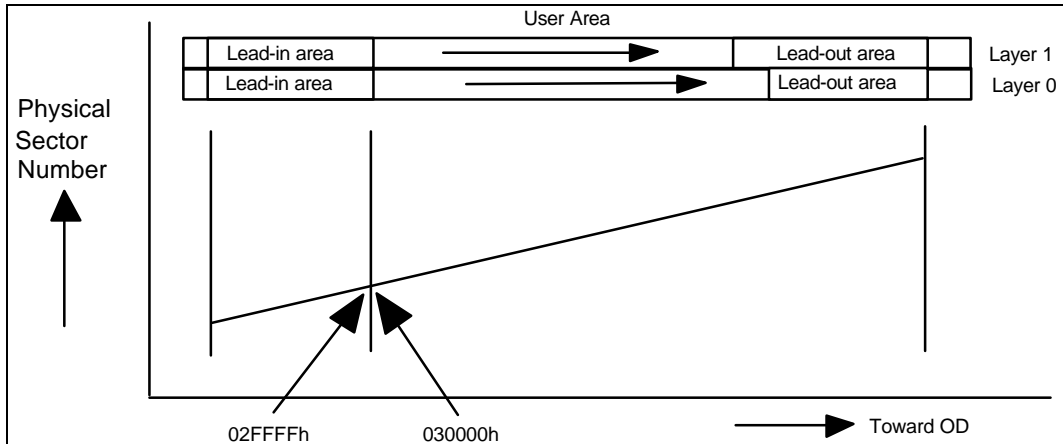 User Area
Lead-in area
Lead-out area
Layer 1
Lead-in area
Lead-out area
Layer 0
Physical
Sector
Number
02FFFFh
030000h
Toward OD